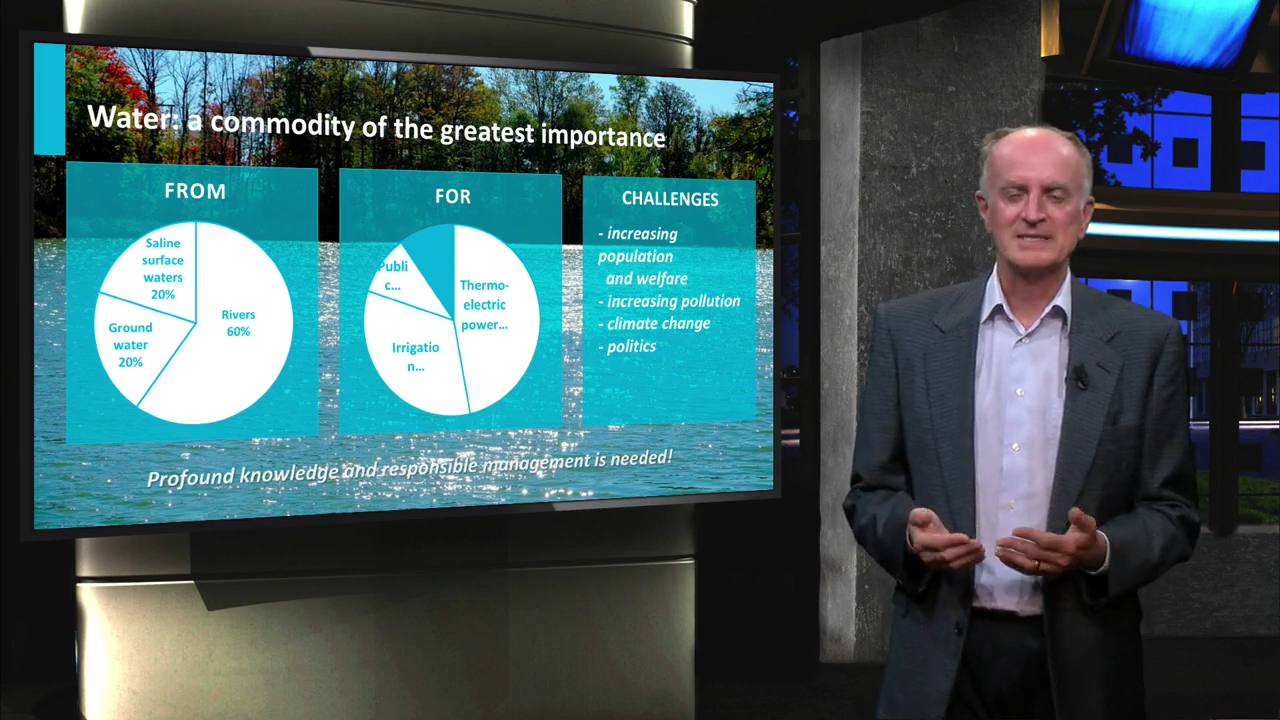 Water: a commodity of the greatest importance
FROM
Saline
surface
waters
20%
Ground
water
20%
Rivers
60%
FOR
Publi
c...
Thermo-
electric
power...
Irrigatio
n...
CHALLENGES
- increasing
population
and welfare
- increasing pollution
- climate change
- politics
Profound knowledge and responsible management is needed!